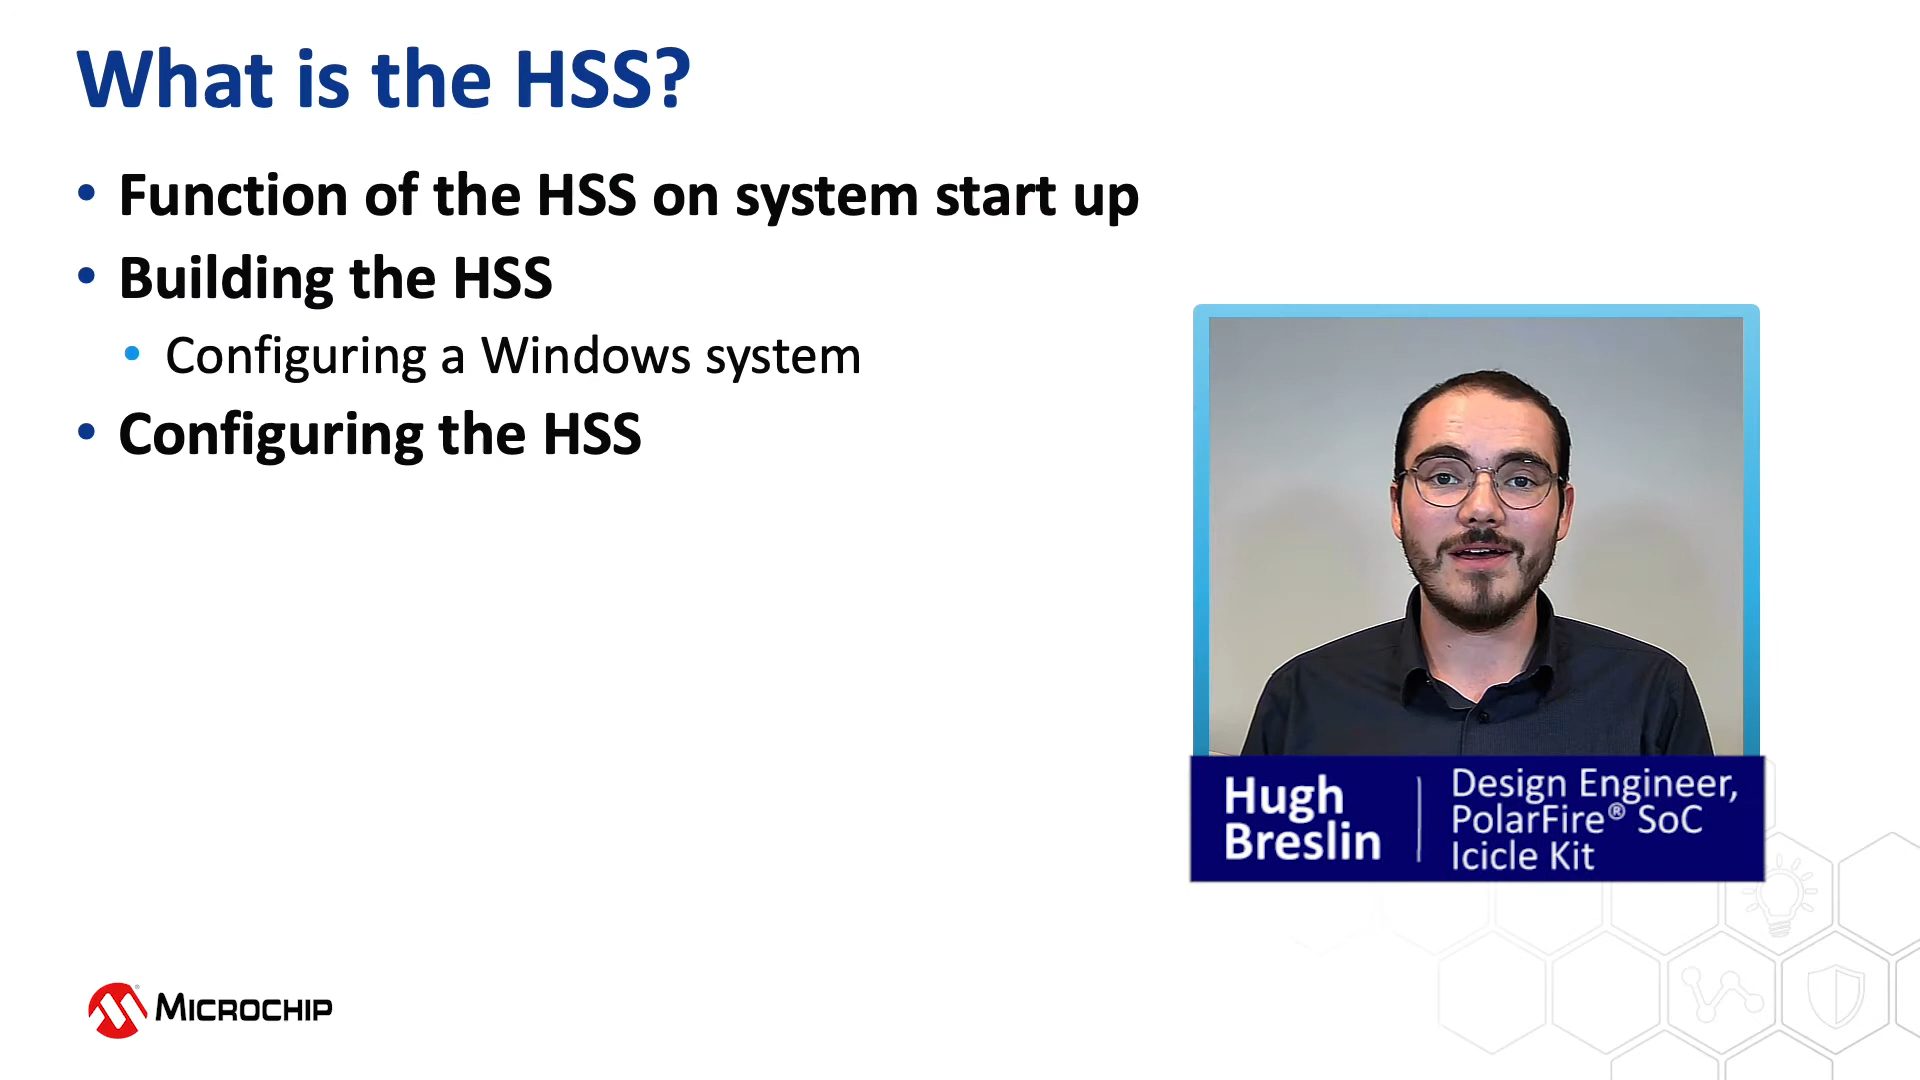 What is the HSS?
• Function of the HSS on system start up
• Building the HSS
• Configuring a Windows system
• Configuring the HSS
Hugh
Breslin
Design Engineer,
PolarFire® SoC
Icicle Kit
MICROCHIP